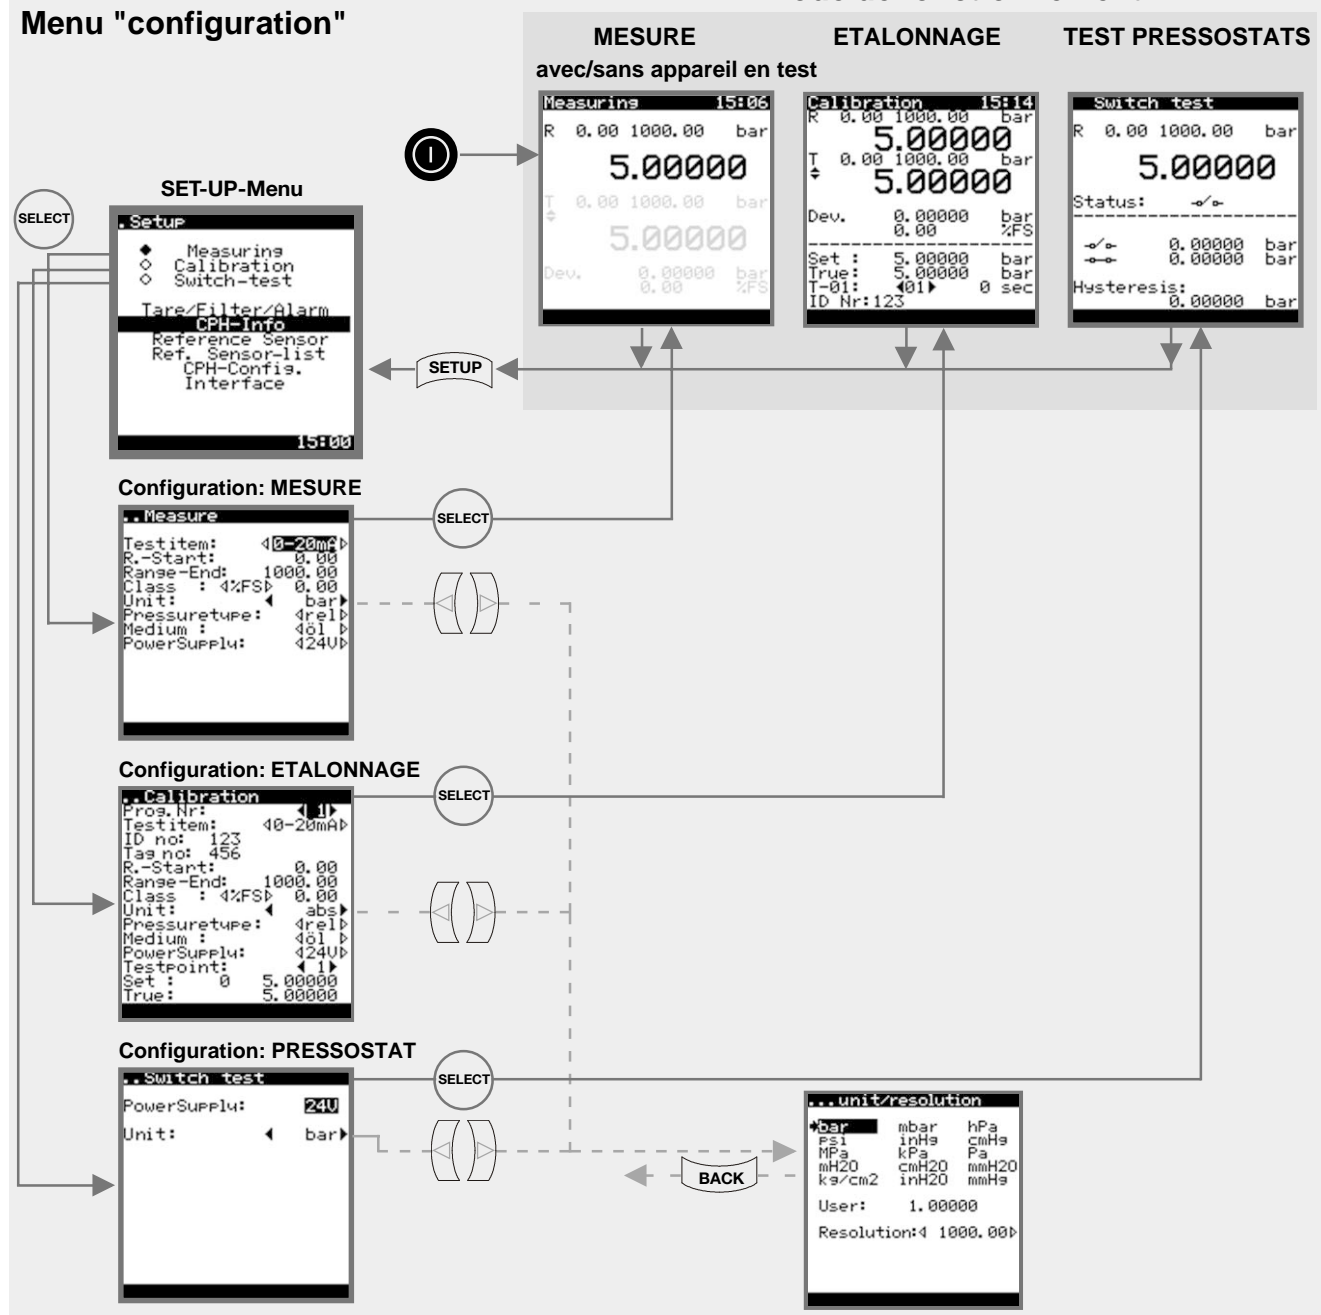 Menu "configuration"
MESURE
ETALONNAGE
TEST PRESSOSTATS
avec/sans appareil en test
Measuring 15:06
R 0.00 1000.00 bar
5.00000
T 0.00 1000.00 bar
5.00000
Dev. 0.00000 bar
0.00 %FS
Calibration 15:14
R 0.00 1000.00 bar
5.00000
T 0.00 1000.00 bar
5.00000
Dev. 0.00000 bar
0.00 %FS
Set : 5.00000 bar
True: 5.00000 bar
T-01: 01 0 sec
ID Nr:123
Switch test
R 0.00 1000.00 bar
5.00000
Status:
0.00000 bar
0.00000 bar
Hysteresis:
0.00000 bar
SELECT
SET-UP-Menu
.Setup
Measuring
Calibration
Switch-test
Tare/Filter/Alarm
CPH-Info
Reference Sensor
Ref. Sensor-list
CPH-Config.
Interface
15:00
SETUP
Configuration: MESURE
..Measure
Testitem: 0-20mA
R.-Start: 0.00
Range-End: 1000.00
Class : %FS 0.00
Unit: bar
Pressuretype: rel
Medium : öl
PowerSupply: 24V
SELECT
Configuration: ETALONNAGE
..Calibration
Prog.Nr: 1
Testitem: 0-20mA
ID no: 123
Tag no: 456
R.-Start: 0.00
Range-End: 1000.00
Class : %FS 0.00
Unit: abs
Pressuretype: rel
Medium : öl
PowerSupply: 24V
Testpoint: 1
Set : 0 5.00000
True: 5.00000
SELECT
Configuration: PRESSOSTAT
..Switch test
PowerSupply: 24V
Unit: bar
SELECT
BACK
...unit/resolution
bar mbar hPa
psi inHg cmHg
MPa kPa Pa
mH2O cmH2O mmH2O
kg/cm2 inH2O mmHg
User: 1.00000
Resolution: 1000.00